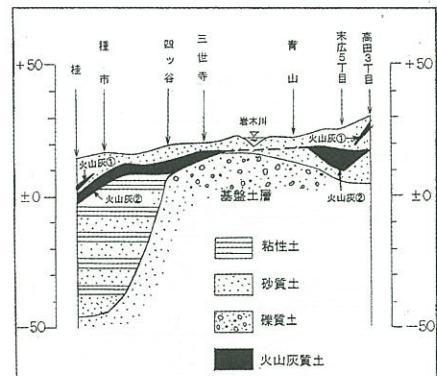 桂
種市
四ッ谷
三世寺
青山
末広5丁目
高田3丁目
+50
±0
-50
+50
±0
-50
岩木川
火山灰①
火山灰②
火山灰①
火山灰②
基盤土層
粘性土
砂質土
礫質土
火山灰質土